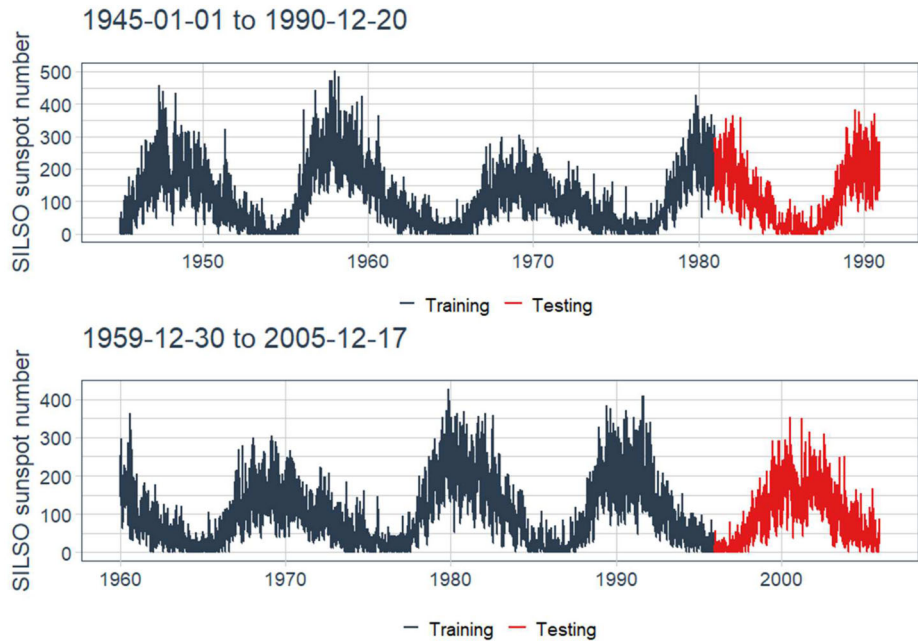 1945-01-01 to 1990-12-20
SILSO sunspot number
500
400
300
200
100
0
1950
1960
1970
1980
1990
Training
Testing
1959-12-30 to 2005-12-17
SILSO sunspot number
400
300
200
100
0
1960
1970
1980
1990
2000
Training
Testing